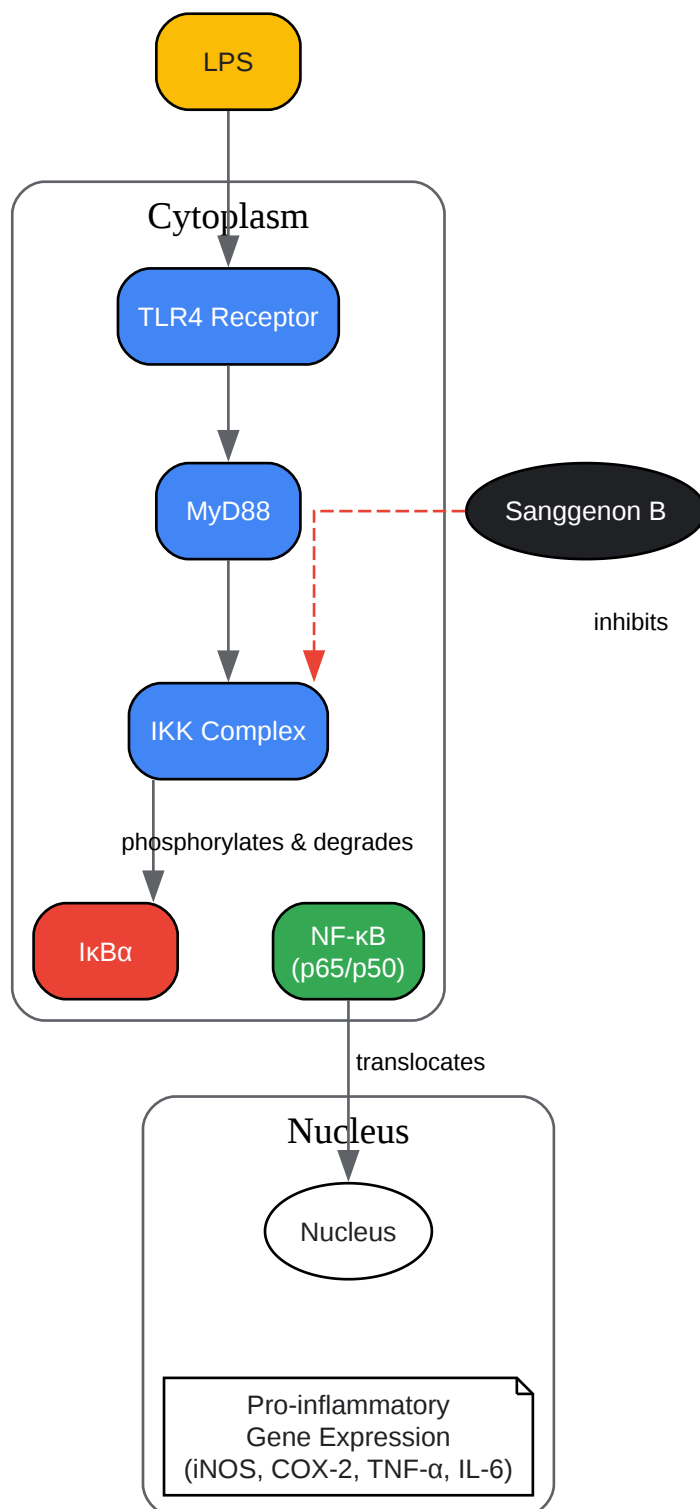 LPS
Cytoplasm
TLR4 Receptor
MyD88
Sanggenon B
inhibits
IKK Complex
phosphorylates & degrades
IκBα
NF-κB
(p65/p50)
translocates
Nucleus
Nucleus
Pro-inflammatory
Gene Expression
(iNOS, COX-2, TNF-α, IL-6)